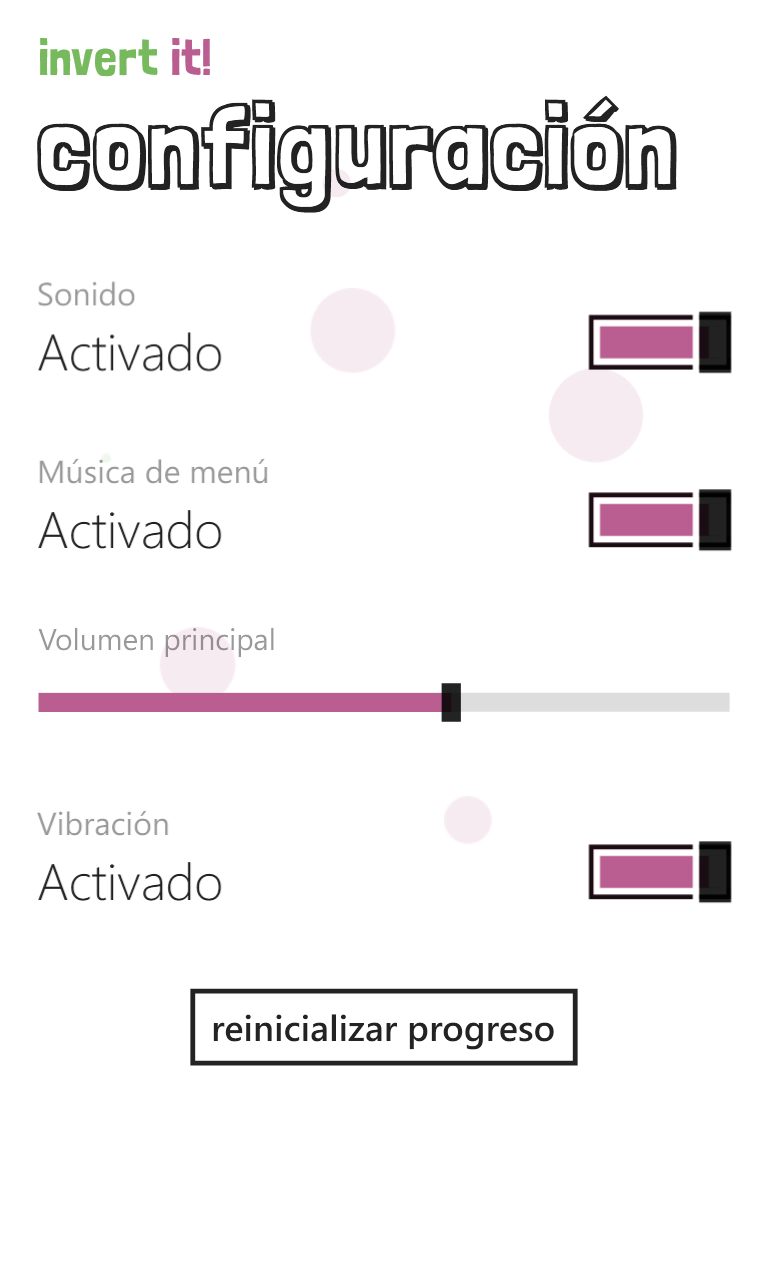 invert it!
configuración
Sonido
Activado
Música de menú
Activado
Volumen principal
Vibración
Activado
reinicializar progreso